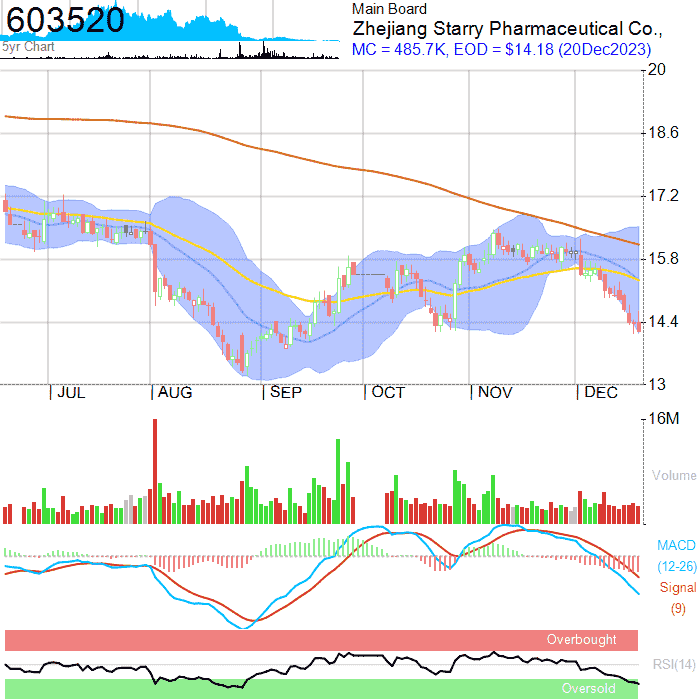 603520
5yr Chart
Main Board
Zhejiang Starry Pharmaceutical Co.,
MC = 485.7K, EOD = $14.18 (20Dec2023)
20
18.6
17.2
15.8
14.4
13
JUL AUG SEP OCT NOV DEC
16M
Volume
MACD
(12-26)
Signal
(9)
Overbought
RSI(14)
Oversold